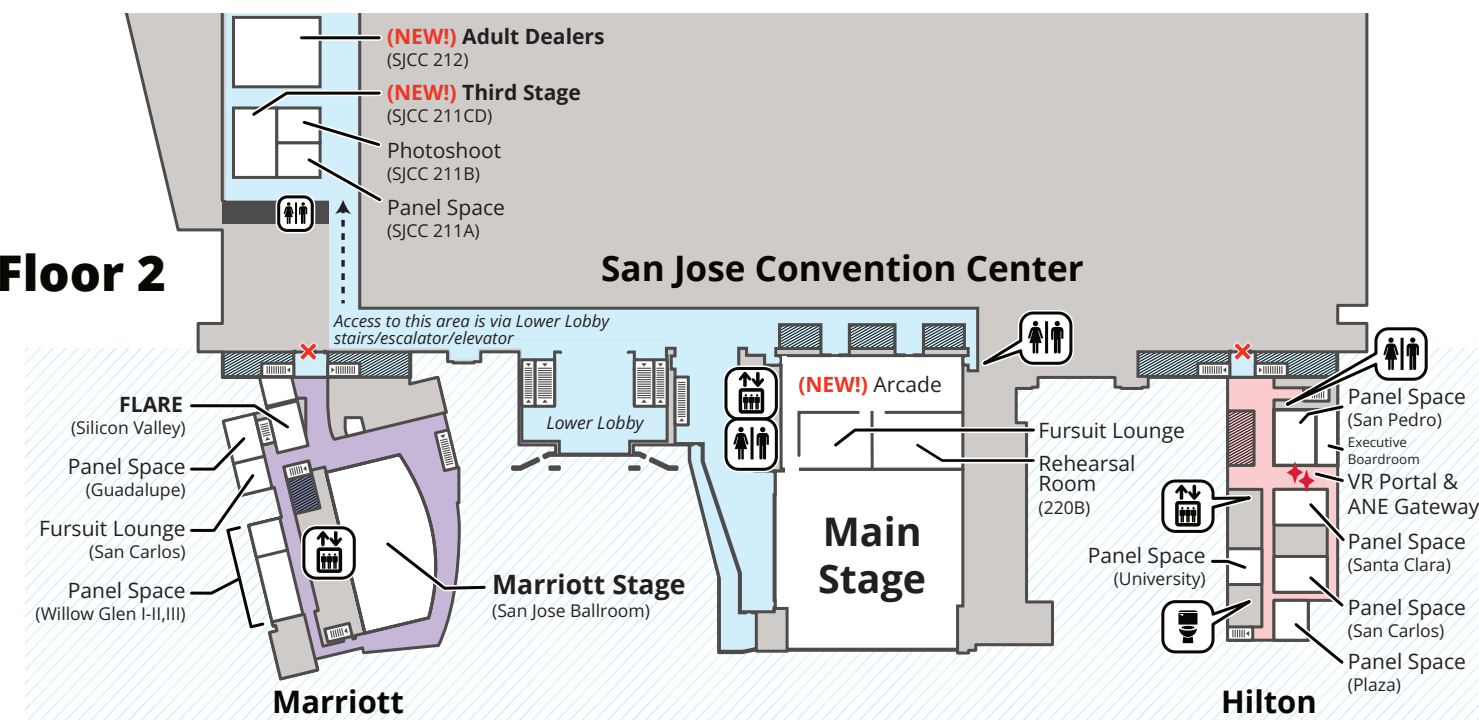 (NEW!) Adult Dealers
(SJCC 212)
(NEW!) Third Stage
(SJCC 211CD)
Photoshoot
(SJCC 211B)
Panel Space
(SJCC 211A)
Floor 2
San Jose Convention Center
Access to this area is via Lower Lobby
stairs/escalator/elevator
FLARE
(Silicon Valley)
Panel Space
(Guadalupe)
Fursuit Lounge
(San Carlos)
Panel Space
(Willow Glen I-II,III)
Marriott Stage
(San Jose Ballroom)
Marriott
Lower Lobby
(NEW!) Arcade
Fursuit Lounge
Rehearsal
Room
(220B)
Main
Stage
Panel Space
(San Pedro)
Executive
Boardroom
VR Portal &
ANE Gateway
Panel Space
(Santa Clara)
Panel Space
(University)
Panel Space
(San Carlos)
Panel Space
(Plaza)
Hilton